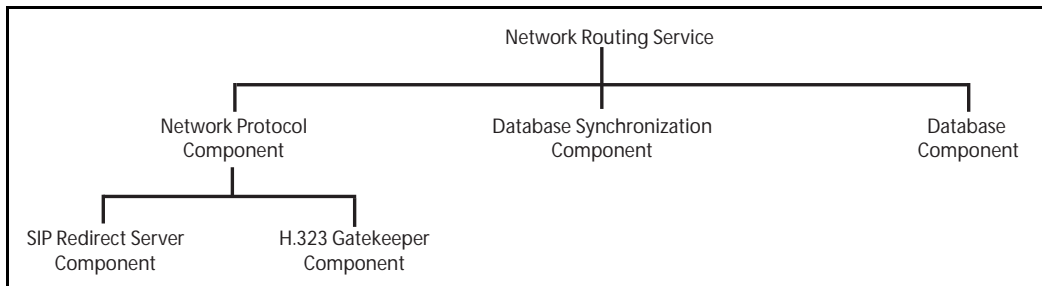 Network Routing Service
Network Protocol
Component
Database Synchronization
Component
Database
Component
SIP Redirect Server
Component
H.323 Gatekeeper
Component